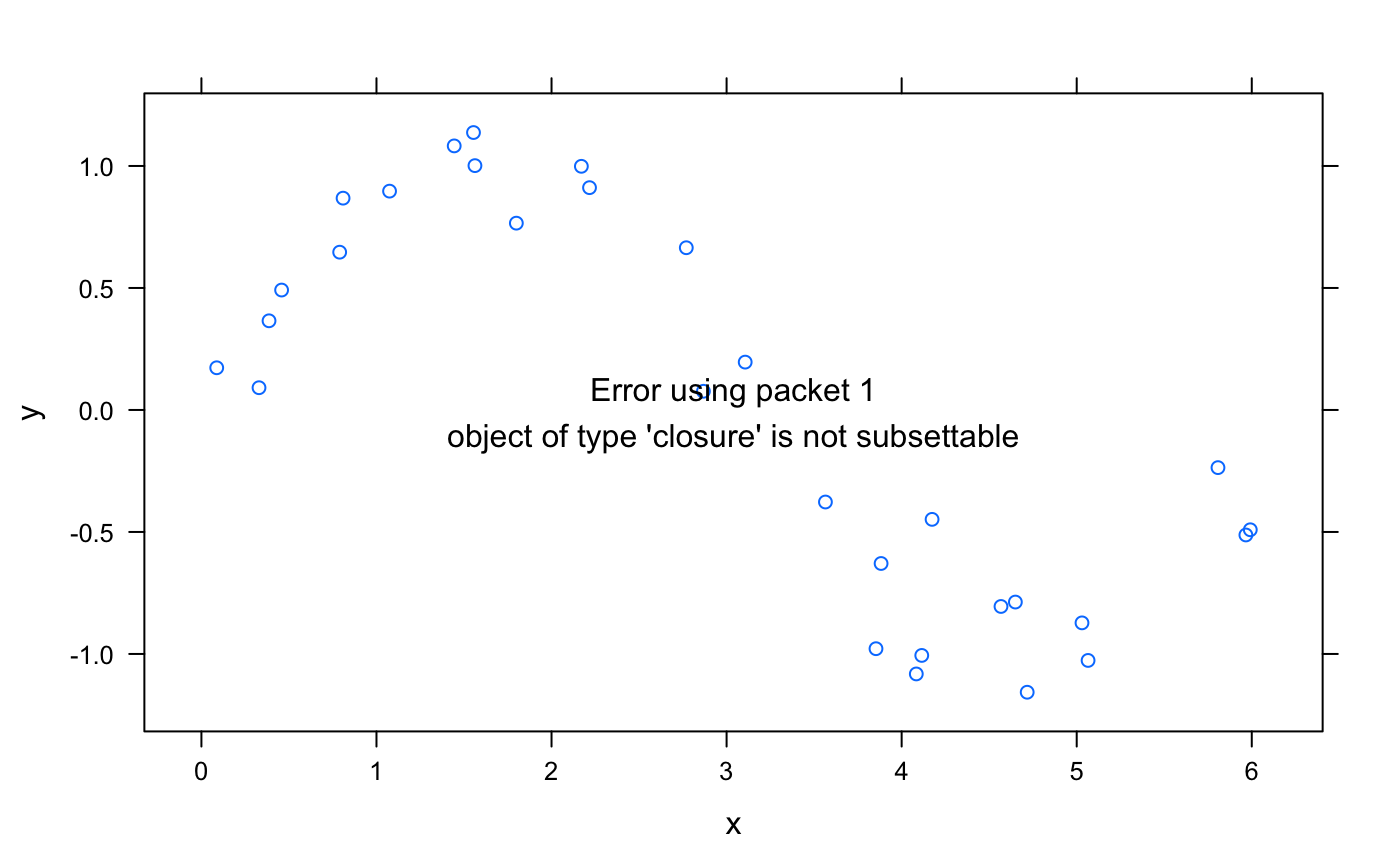 1.0
0.5
0.0
-0.5
-1.0
y
Error using packet 1
object of type 'closure' is not subsettable
0 1 2 3 4 5 6
x